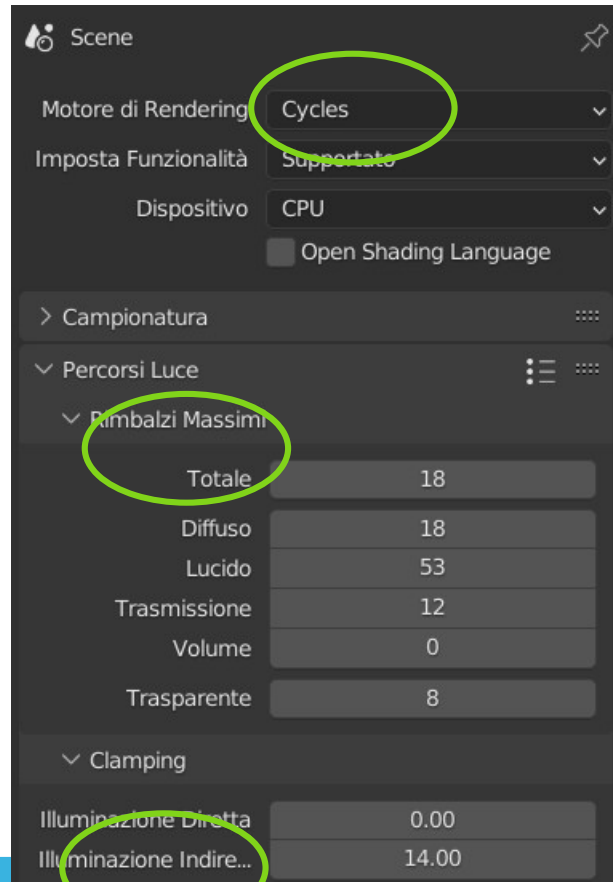 Scene
Motore di Rendering Cycles
Imposta Funzionalità Supportato
Dispositivo CPU
Open Shading Language
Campionatura
Percorsi Luce
Rimbalzi Massimi
Totale 18
Diffuso 18
Lucido 53
Trasmissione 12
Volume 0
Trasparente 8
Clamping
Illuminazione Diretta 0.00
Illuminazione Indire... 14.00